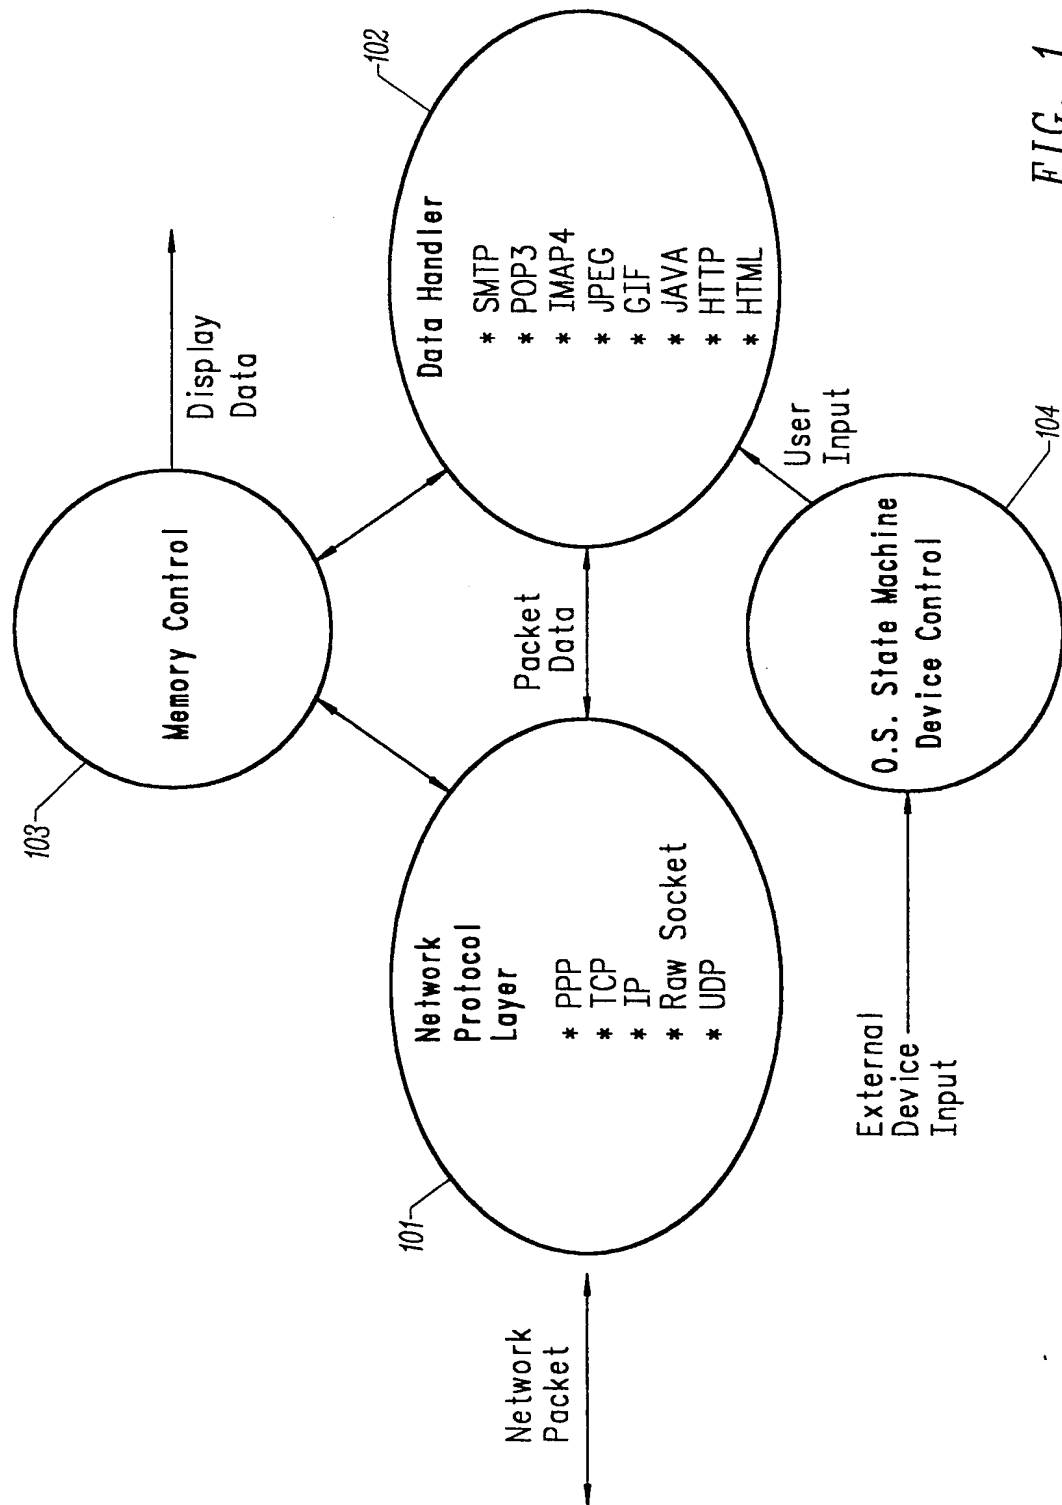 103
Memory Control
Display
Data
102
Data Handler
* SMTP
* POP3
* IMAP4
* JPEG
* GIF
* JAVA
* HTTP
* HTML
Packet
Data
101
Network
Protocol
Layer
* PPP
* TCP
* IP
* Raw Socket
* UDP
Network
Packet
User
Input
104
O.S. State Machine
Device Control
External
Device
Input
FIG. 1